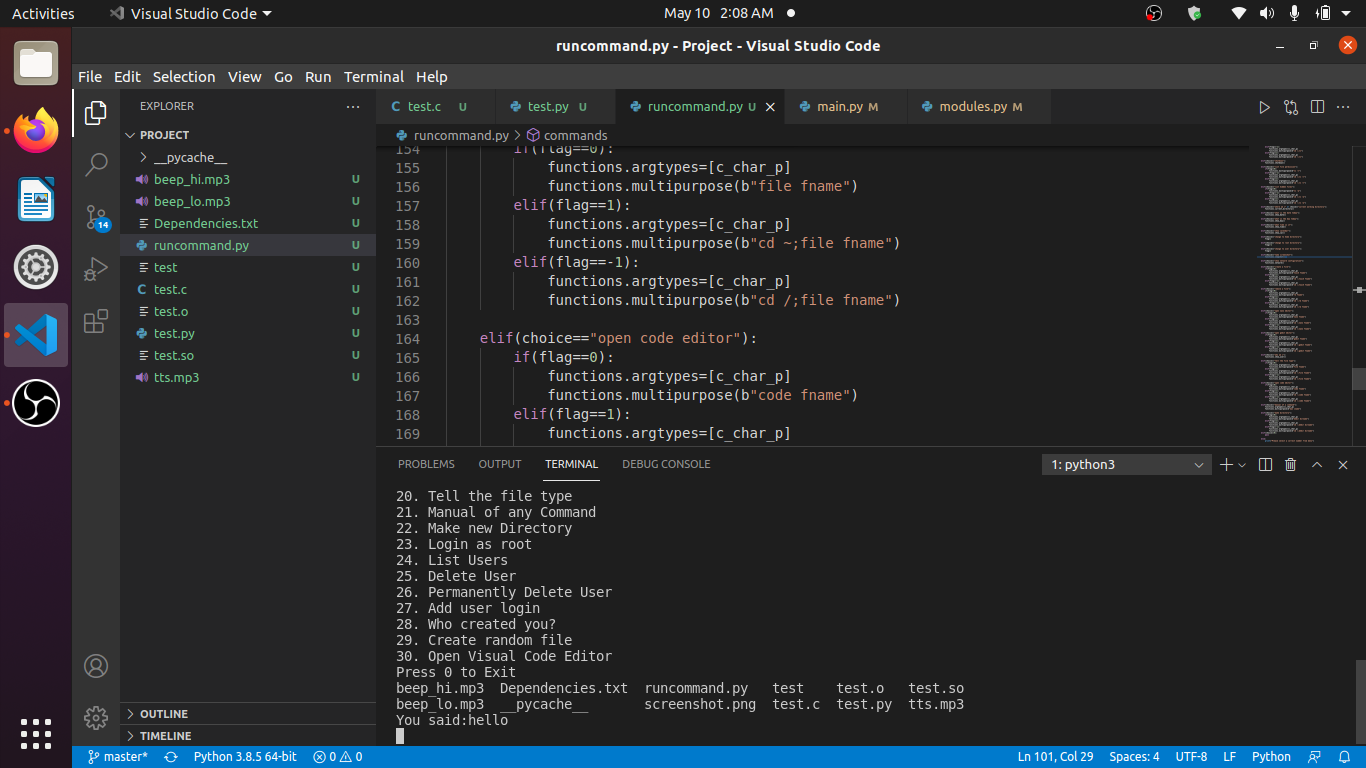 Activities Visual Studio Code May 10 2:08 AM
runcommand.py - Project - Visual Studio Code
File Edit Selection View Go Run Terminal Help
EXPLORER ···
PROJECT
__pycache__
beep_hi.mp3 U
beep_lo.mp3 U
Dependencies.txt U
runcommand.py U
test U
test.c U
test.o U
test.py U
test.so U
tts.mp3 U
OUTLINE
TIMELINE
14
test.c U test.py U runcommand.py U main.py M modules.py M
runcommand.py > commands
154 if(flag==0):
155 functions.argtypes=[c_char_p]
156 functions.multipurpose(b"file fname")
157 elif(flag==1):
158 functions.argtypes=[c_char_p]
159 functions.multipurpose(b"cd ~;file fname")
160 elif(flag==-1):
161 functions.argtypes=[c_char_p]
162 functions.multipurpose(b"cd /;file fname")
163
164 elif(choice=="open code editor"):
165 if(flag==0):
166 functions.argtypes=[c_char_p]
167 functions.multipurpose(b"code fname")
168 elif(flag==1):
169 functions.argtypes=[c_char_p]
PROBLEMS OUTPUT TERMINAL DEBUG CONSOLE 1: python3
20. Tell the file type
21. Manual of any Command
22. Make new Directory
23. Login as root
24. List Users
25. Delete User
26. Permanently Delete User
27. Add user login
28. Who created you?
29. Create random file
30. Open Visual Code Editor
Press 0 to Exit
beep_hi.mp3 Dependencies.txt runcommand.py test test.o test.so
beep_lo.mp3 __pycache__ screenshot.png test.c test.py tts.mp3
You said:hello
master* Python 3.8.5 64-bit 0 0 Ln 101, Col 29 Spaces: 4 UTF-8 LF Python